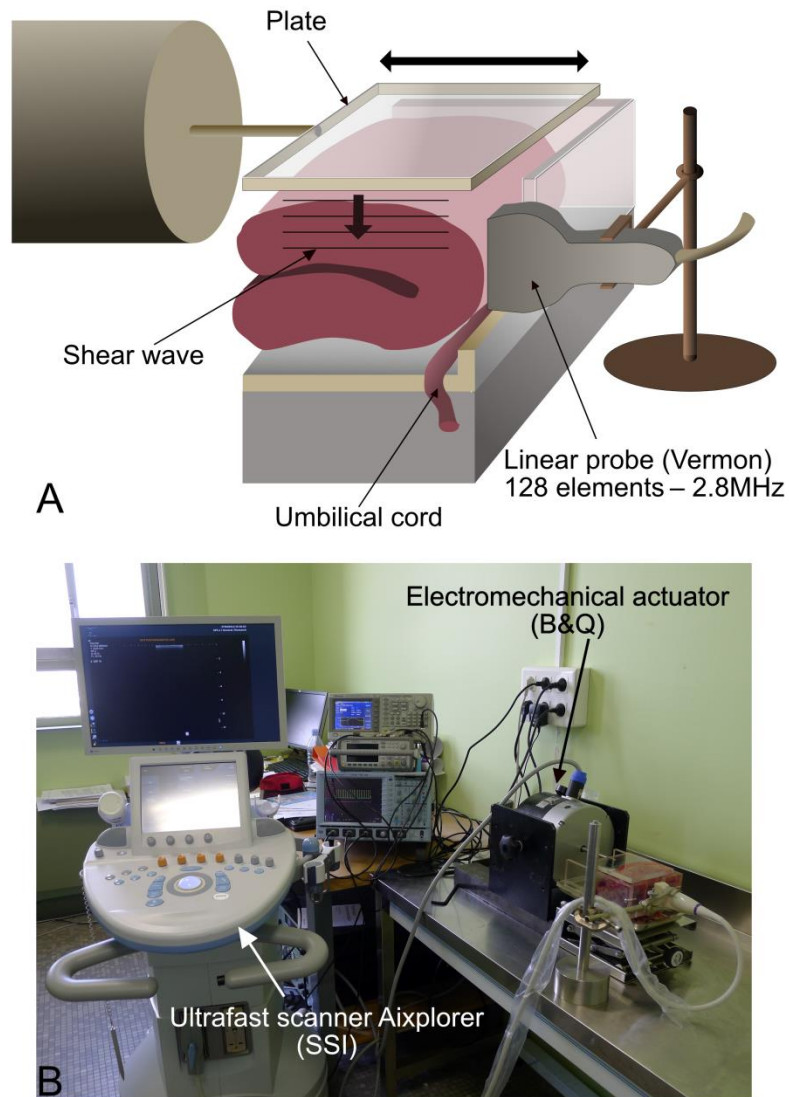 Plate
Shear wave
Linear probe (Vermon)
128 elements – 2.8MHz
Umbilical cord
A
Electromechanical actuator
(B&Q)
Ultrafast scanner Aixplorer
(SSI)
B